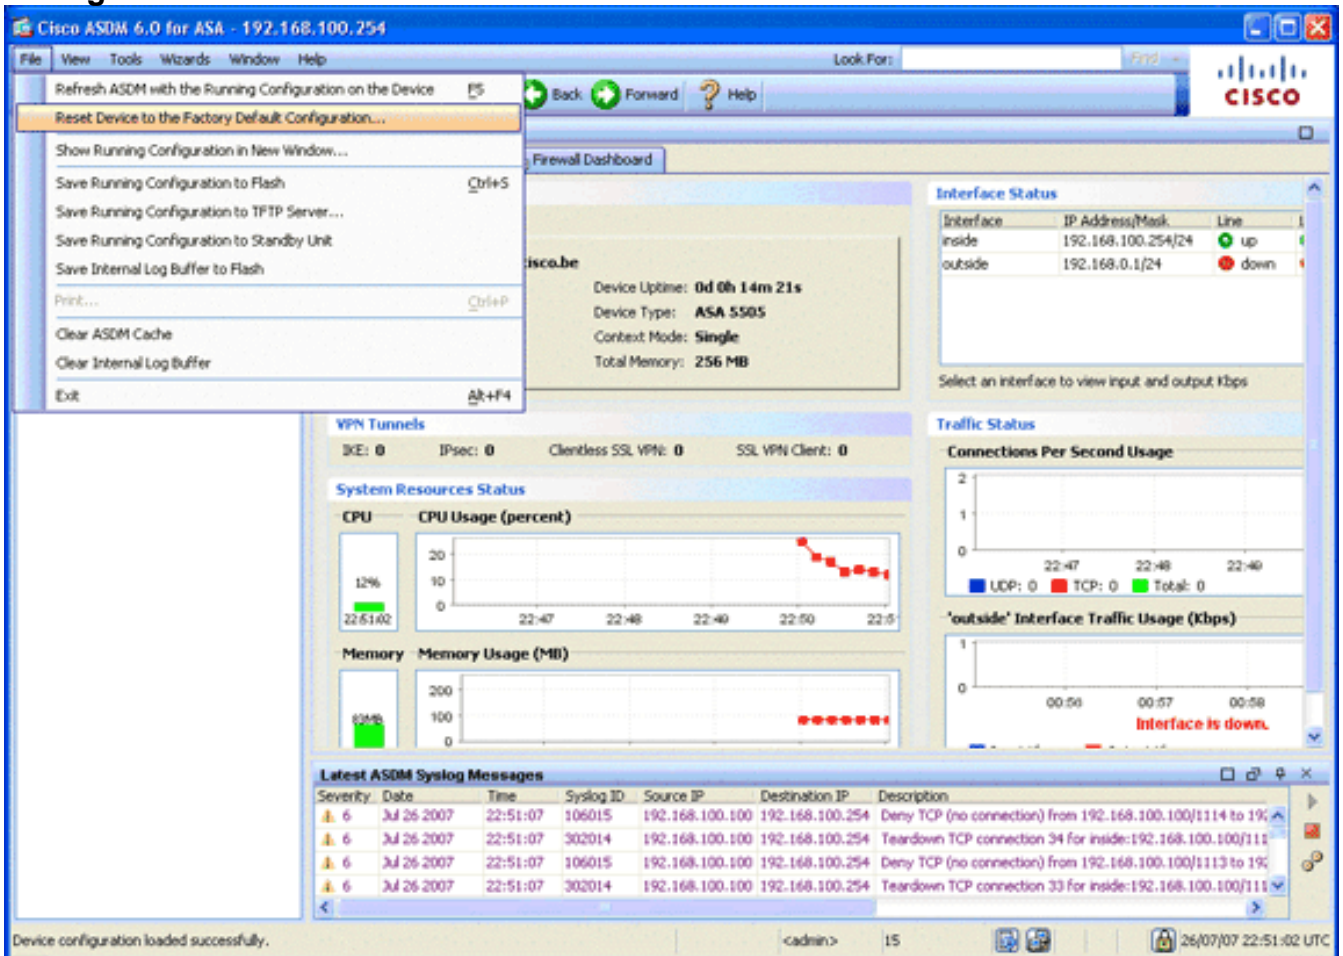 Cisco ASDM 6.0 for ASA - 192.168.100.254
File View Tools Wizards Window Help Look For: Find
Refresh ASDM with the Running Configuration on the Device F5
Back Forward Help
CISCO
Reset Device to the Factory Default Configuration...
Show Running Configuration in New Window...
Firewall Dashboard
Save Running Configuration to Flash Ctrl+S
Save Running Configuration to TFTP Server...
Save Running Configuration to Standby Unit
Save Internal Log Buffer to Flash
Print... Ctrl+P
Clear ASDM Cache
Clear Internal Log Buffer
Exit Alt+F4
isco.be
Device Uptime: 0d 0h 14m 21s
Device Type: ASA 5505
Context Mode: Single
Total Memory: 256 MB
Interface Status
Interface IP Address/Mask Line
inside 192.168.100.254/24 up
outside 192.168.0.1/24 down
Select an interface to view input and output Kbps
VPN Tunnels
IKE: 0 IPsec: 0 Clientless SSL VPN: 0 SSL VPN Client: 0
System Resources Status
CPU CPU Usage (percent)
20
10
0
12%
22:51:02
22:47 22:48 22:49 22:50 22:5
Memory Memory Usage (MB)
200
100
0
83MB
Traffic Status
Connections Per Second Usage
2
1
0
22:47 22:48 22:49
UDP: 0 TCP: 0 Total: 0
'outside' Interface Traffic Usage (Kbps)
1
0
00:56 00:57 00:58
Interface is down.
Latest ASDM Syslog Messages
Severity Date Time Syslog ID Source IP Destination IP Description
6 Jul 26 2007 22:51:07 106015 192.168.100.100 192.168.100.254 Deny TCP (no connection) from 192.168.100.100/1114 to 192
6 Jul 26 2007 22:51:07 302014 192.168.100.100 192.168.100.254 Teardown TCP connection 34 for inside:192.168.100.100/111
6 Jul 26 2007 22:51:07 106015 192.168.100.100 192.168.100.254 Deny TCP (no connection) from 192.168.100.100/1113 to 192
6 Jul 26 2007 22:51:07 302014 192.168.100.100 192.168.100.254 Teardown TCP connection 33 for inside:192.168.100.100/111
Device configuration loaded successfully. <admin> 15 26/07/07 22:51:02 UTC